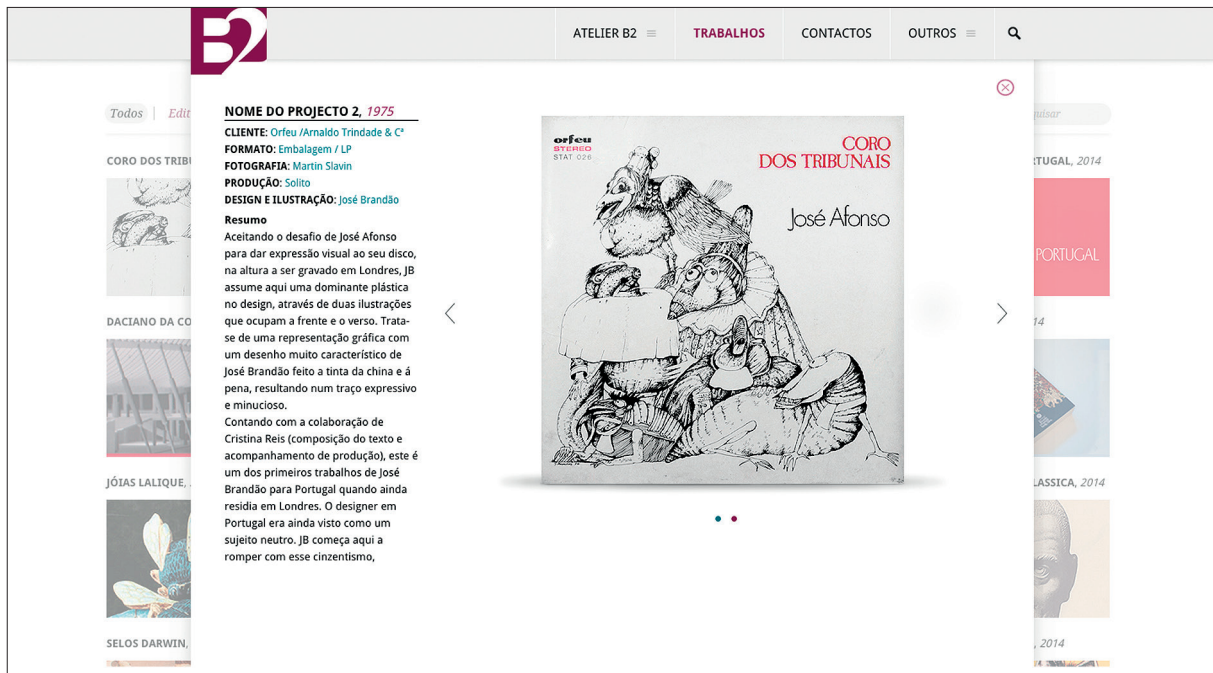 B2
ATELIER B2
TRABALHOS
CONTACTOS
OUTROS
Todos | Edit
uisar
NOME DO PROJECTO 2, 1975
CLIENTE: Orfeu /Arnaldo Trindade & Cª
FORMATO: Embalagem / LP
FOTOGRAFIA: Martin Slavin
PRODUÇÃO: Solito
DESIGN E ILUSTRAÇÃO: José Brandão
Resumo
Aceitando o desafio de José Afonso
para dar expressão visual ao seu disco,
na altura a ser gravado em Londres, JB
assume aqui uma dominante plástica
no design, através de duas ilustrações
que ocupam a frente e o verso. Trata-
se de uma representação gráfica com
um desenho muito característico de
José Brandão feito a tinta da china e á
pena, resultando num traço expressivo
e minucioso.
Contando com a colaboração de
Cristina Reis (composição do texto e
acompanhamento de produção), este é
um dos primeiros trabalhos de José
Brandão para Portugal quando ainda
residia em Londres. O designer em
Portugal era ainda visto como um
sujeito neutro. JB começa aqui a
romper com esse cinzentismo,
orfeu
STEREO
STAT 026
CORO
DOS TRIBUNAIS
José Afonso
CORO DOS TRIBU
DACIANO DA CO
JÓIAS LALIQUE,
SELOS DARWIN,
RTUGAL, 2014
PORTUGAL
14
LASSICA, 2014
, 2014